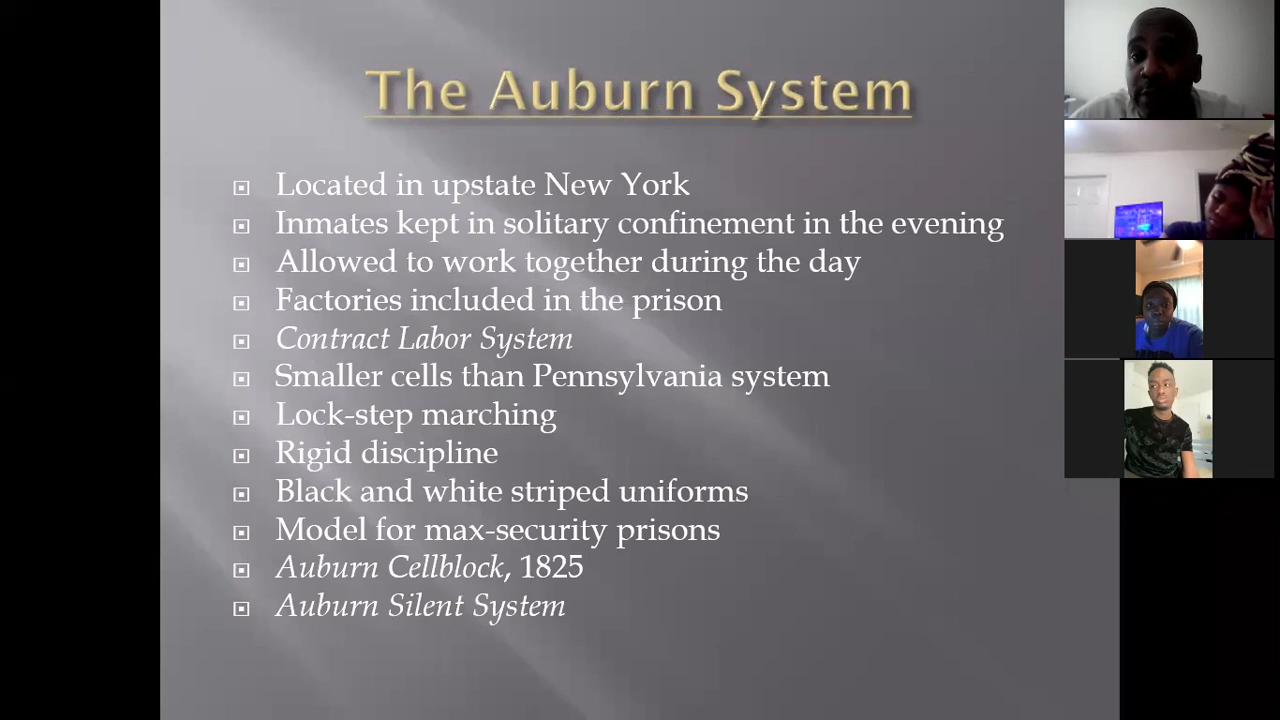 The Auburn System
Located in upstate New York
Inmates kept in solitary confinement in the evening
Allowed to work together during the day
Factories included in the prison
Contract Labor System
Smaller cells than Pennsylvania system
Lock-step marching
Rigid discipline
Black and white striped uniforms
Model for max-security prisons
Auburn Cellblock, 1825
Auburn Silent System